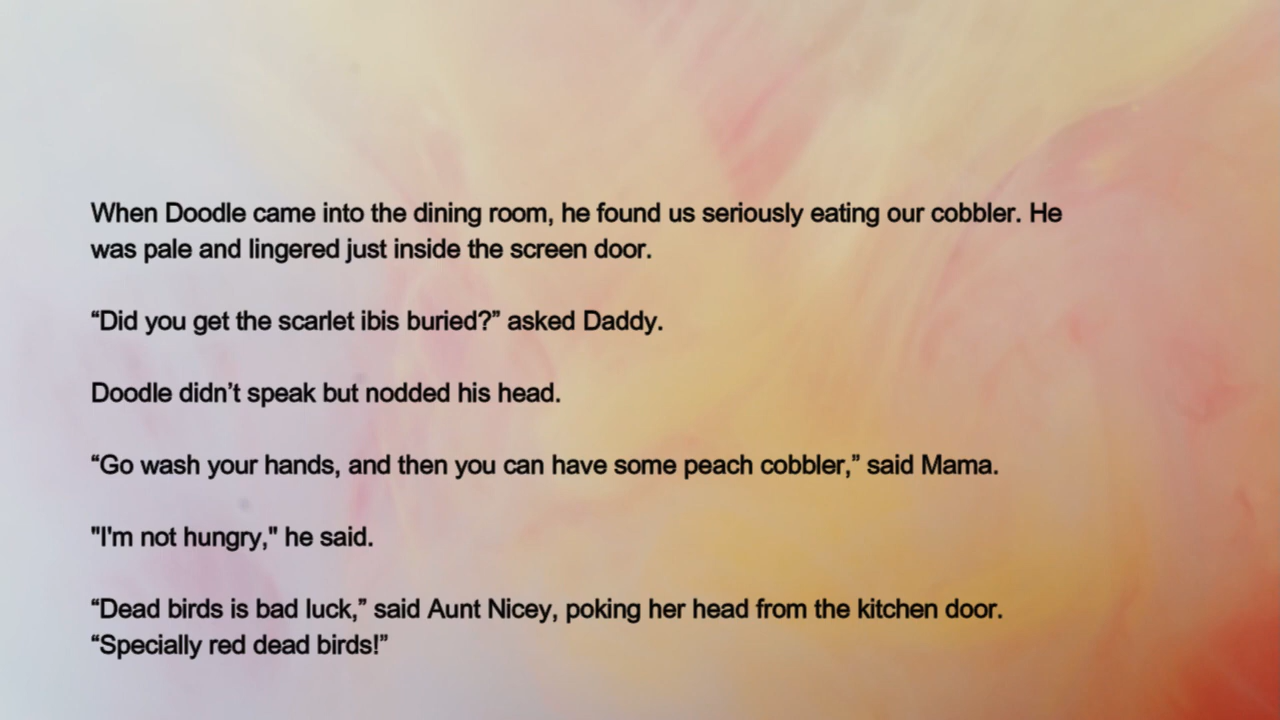 When Doodle came into the dining room, he found us seriously eating our cobbler. He
was pale and lingered just inside the screen door.
“Did you get the scarlet ibis buried?” asked Daddy.
Doodle didn’t speak but nodded his head.
“Go wash your hands, and then you can have some peach cobbler,” said Mama.
"I'm not hungry," he said.
“Dead birds is bad luck,” said Aunt Nicey, poking her head from the kitchen door.
“Specially red dead birds!”